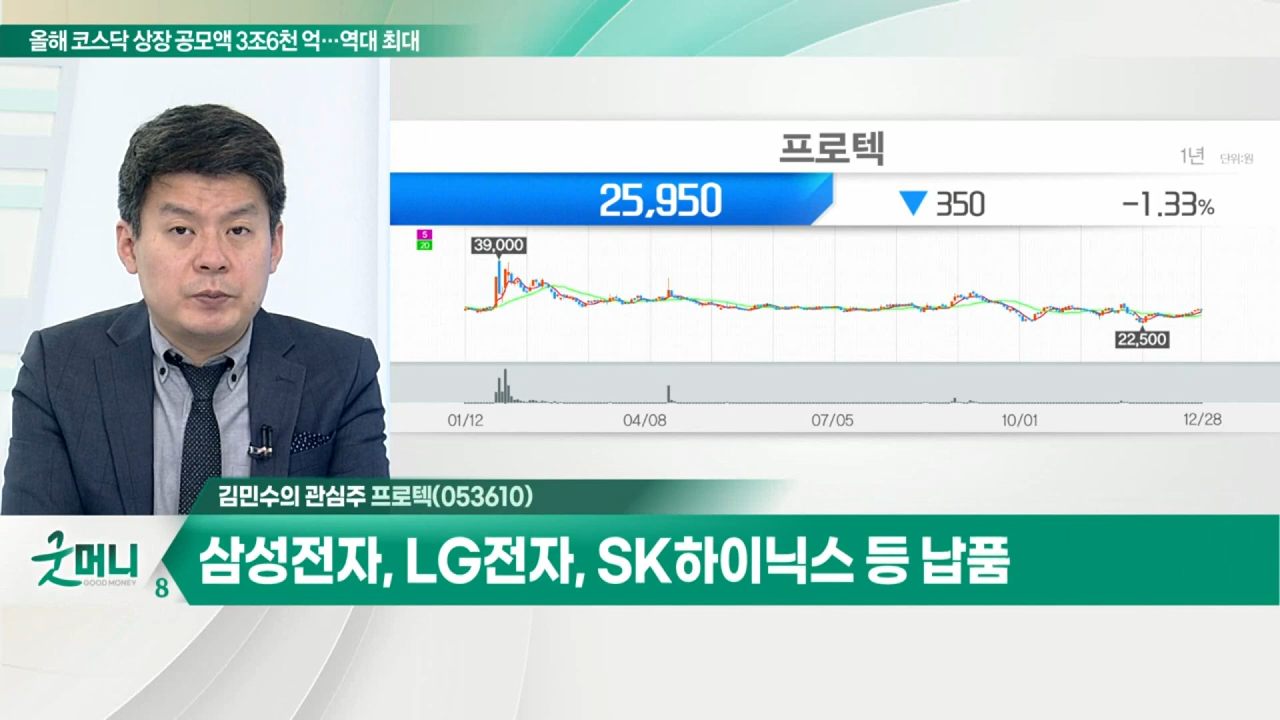 올해 코스닥 상장 공모액 3조6천 억…역대 최대
프로텍
1년 단위:원
25,950 ▼ 350 -1.33%
5
20
39,000
22,500
01/12 04/08 07/05 10/01 12/28
김민수의 관심주 프로텍(053610)
굿머니
GOOD MONEY
8
삼성전자, LG전자, SK하이닉스 등 납품